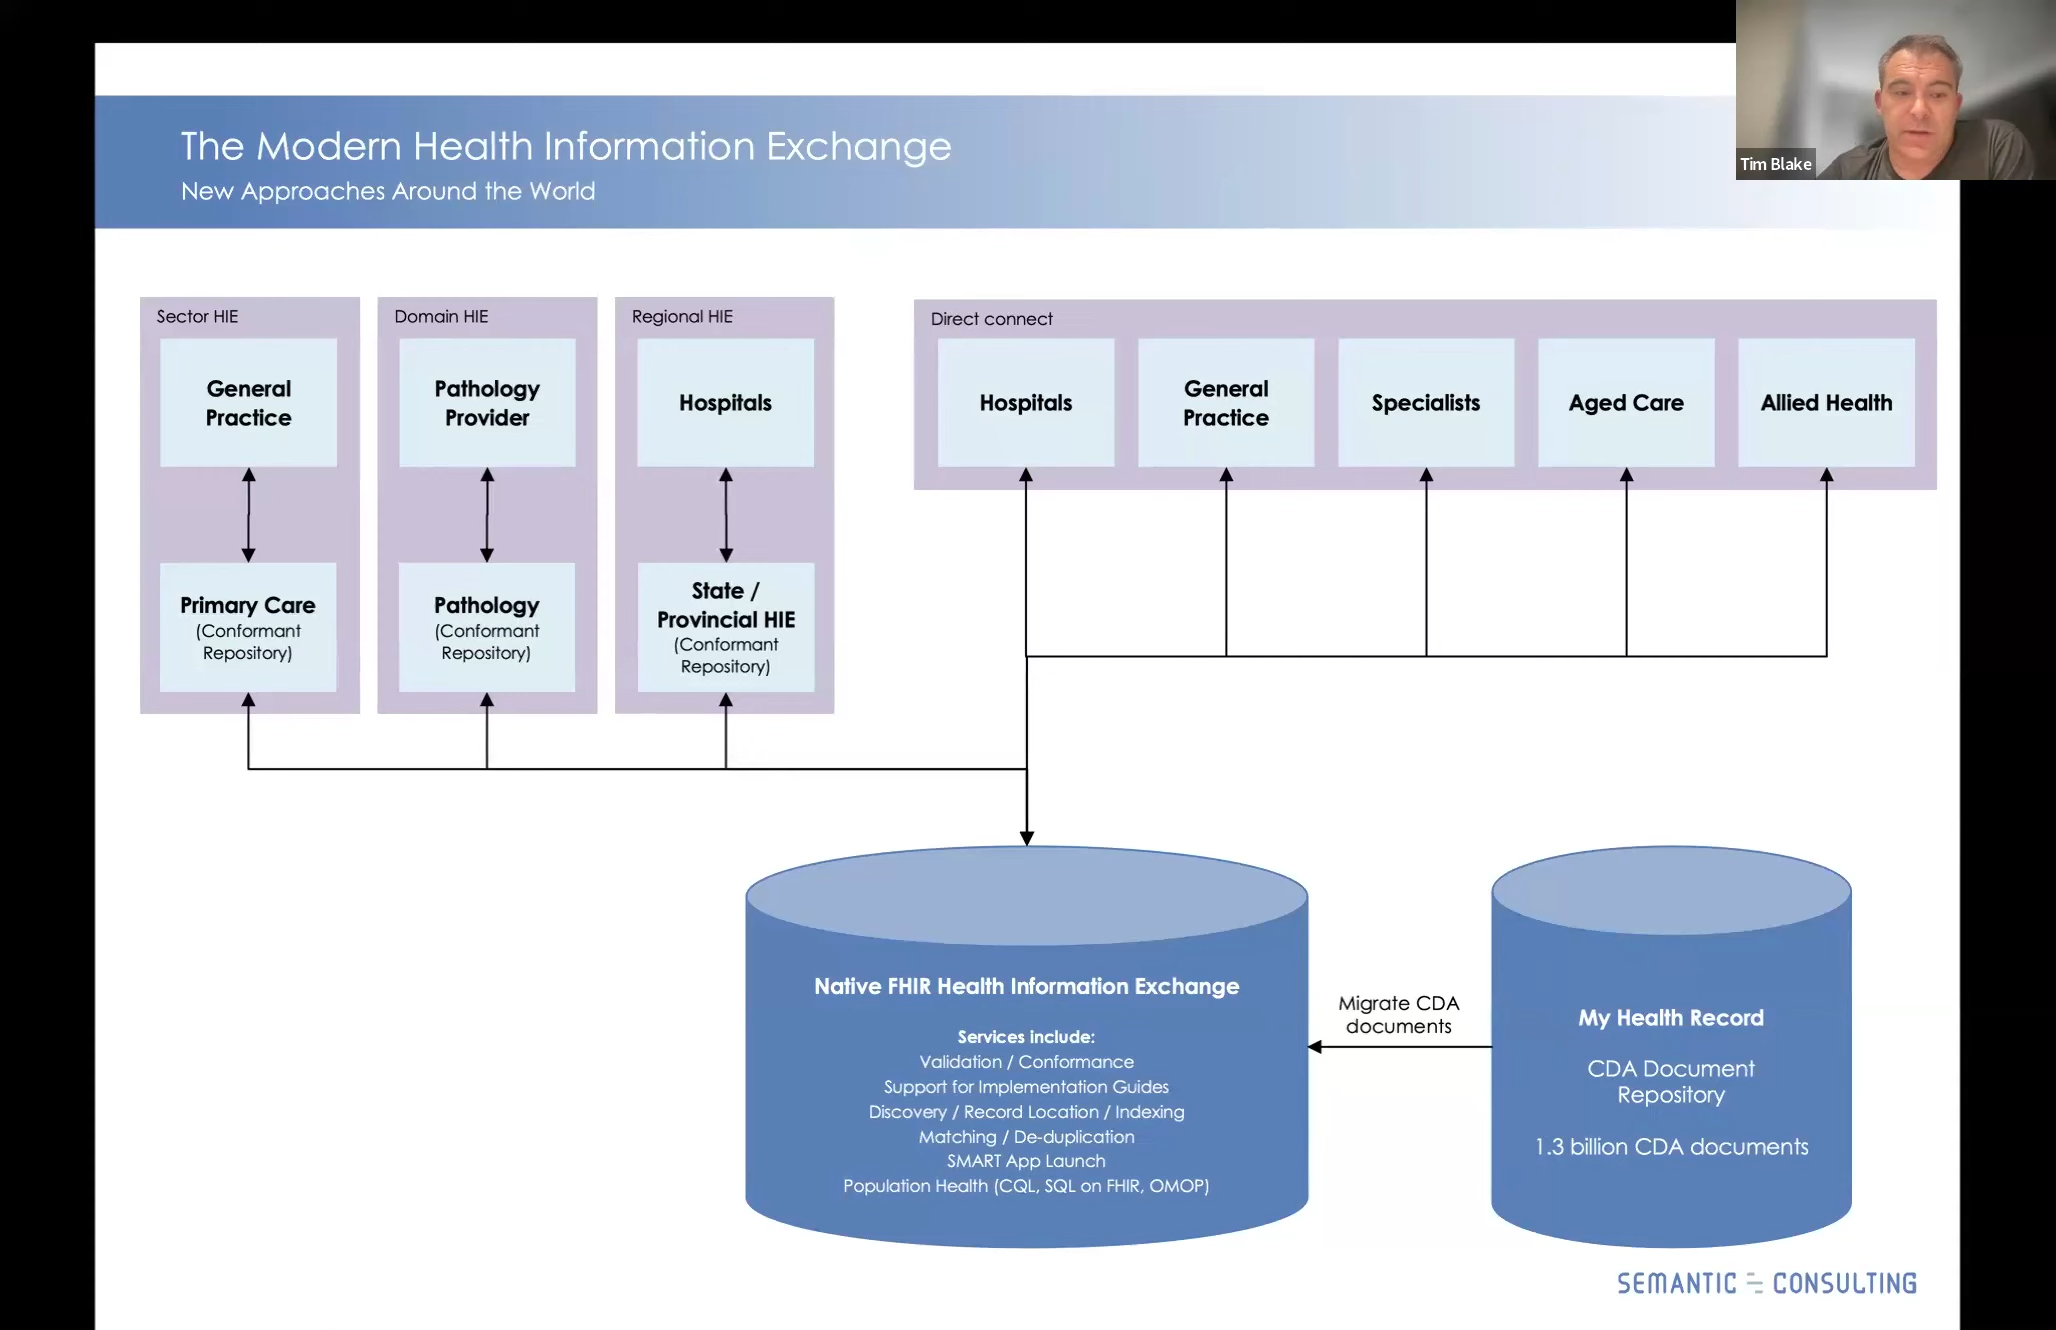 The Modern Health Information Exchange
New Approaches Around the World
Tim Blake
Sector HIE
General
Practice
Primary Care
(Conformant
Repository)
Domain HIE
Pathology
Provider
Pathology
(Conformant
Repository)
Regional HIE
Hospitals
State /
Provincial HIE
(Conformant
Repository)
Direct connect
Hospitals
General
Practice
Specialists
Aged Care
Allied Health
Native FHIR Health Information Exchange
Services include:
Validation / Conformance
Support for Implementation Guides
Discovery / Record Location / Indexing
Matching / De-duplication
SMART App Launch
Population Health (CQL, SQL on FHIR, OMOP)
Migrate CDA
documents
My Health Record
CDA Document
Repository
1.3 billion CDA documents
SEMANTIC CONSULTING